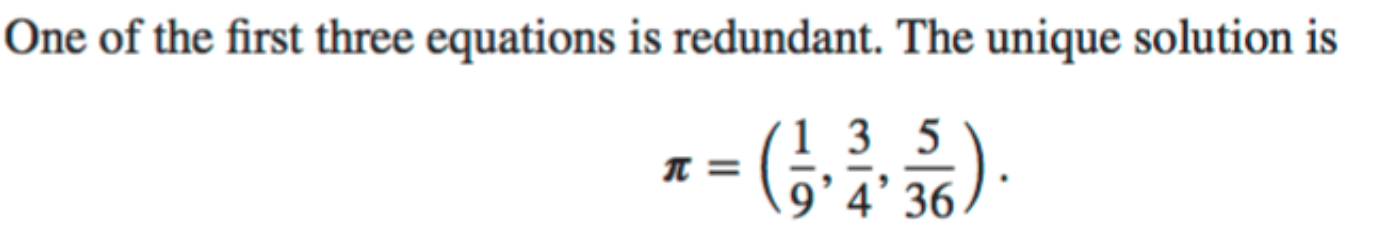 One of the first three equations is redundant. The unique solution is
π = (1/9, 3/4, 5/36).